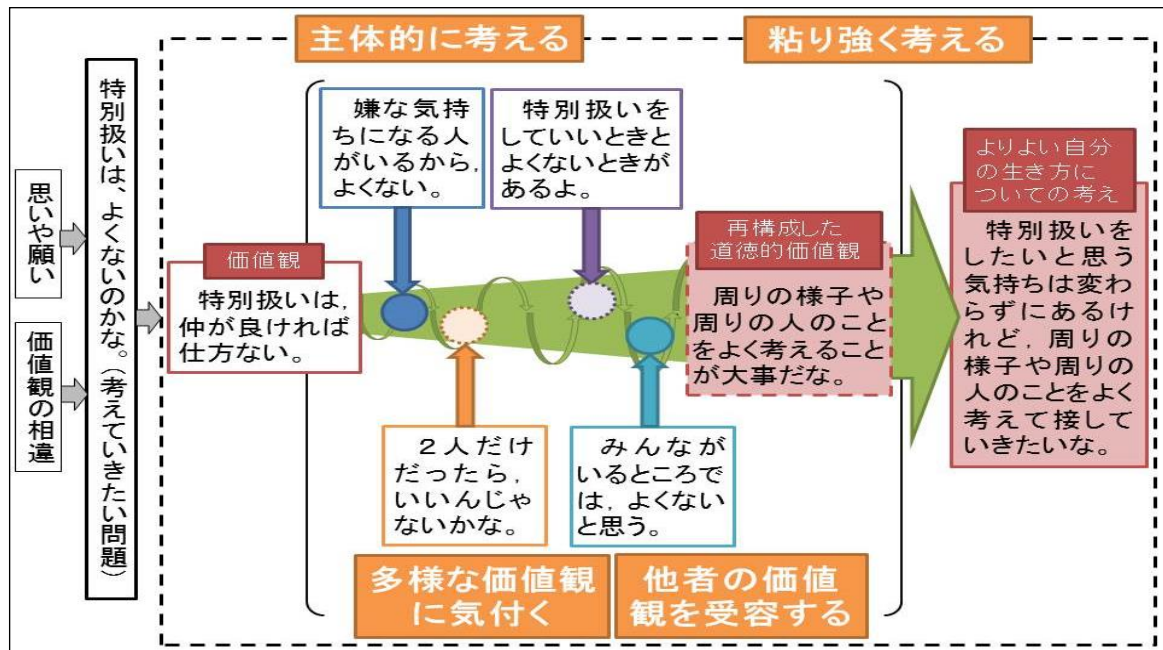 主体的に考える
粘り強く考える
思いや願い
価値観の相違
特別扱いは、よくないのかな。（考えていきたい問題）
価値観
特別扱いは，
仲が良ければ
仕方ない。
嫌な気持
ちになる人
がいるから，
よくない。
特別扱いを
していいときと
よくないときが
あるよ。
２人だけ
だったら，
いいんじゃ
ないかな。
みんなが
いるところで
は，よくない
と思う。
再構成した
道徳的価値観
周りの様子や
周りの人のこと
をよく考えること
が大事だな。
よりよい自分
の生き方に
ついての考え
特別扱いを
したいと思う
気持ちは変わ
らずにあるけ
れど，周りの
様子や周りの
人のことをよく
考えて接して
いきたいな。
多様な価値観
に気付く
他者の価値
観を受容する